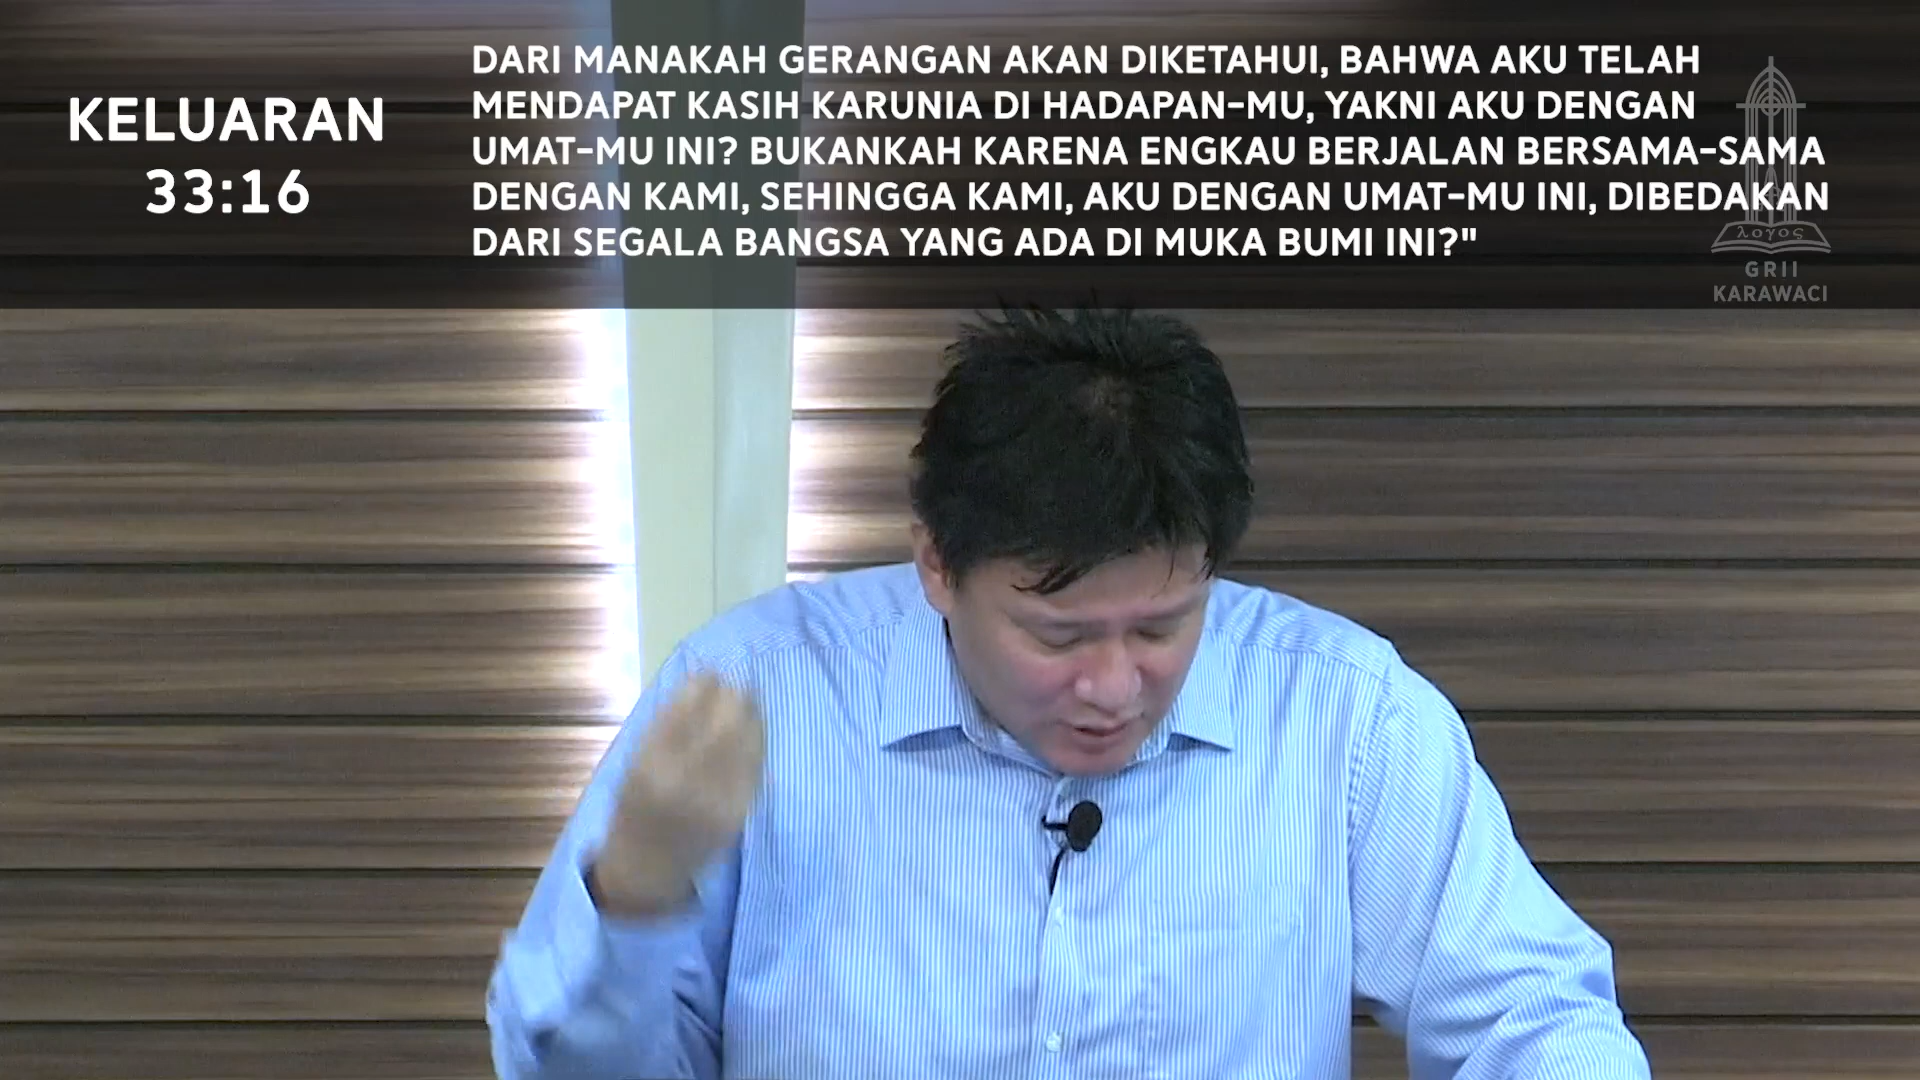 KELUARAN
33:16
DARI MANAKAH GERANGAN AKAN DIKETAHUI, BAHWA AKU TELAH
MENDAPAT KASIH KARUNIA DI HADAPAN-MU, YAKNI AKU DENGAN
UMAT-MU INI? BUKANKAH KARENA ENGKAU BERJALAN BERSAMA-SAMA
DENGAN KAMI, SEHINGGA KAMI, AKU DENGAN UMAT-MU INI, DIBEDAKAN
DARI SEGALA BANGSA YANG ADA DI MUKA BUMI INI?"
λογος
GRII
KARAWACI